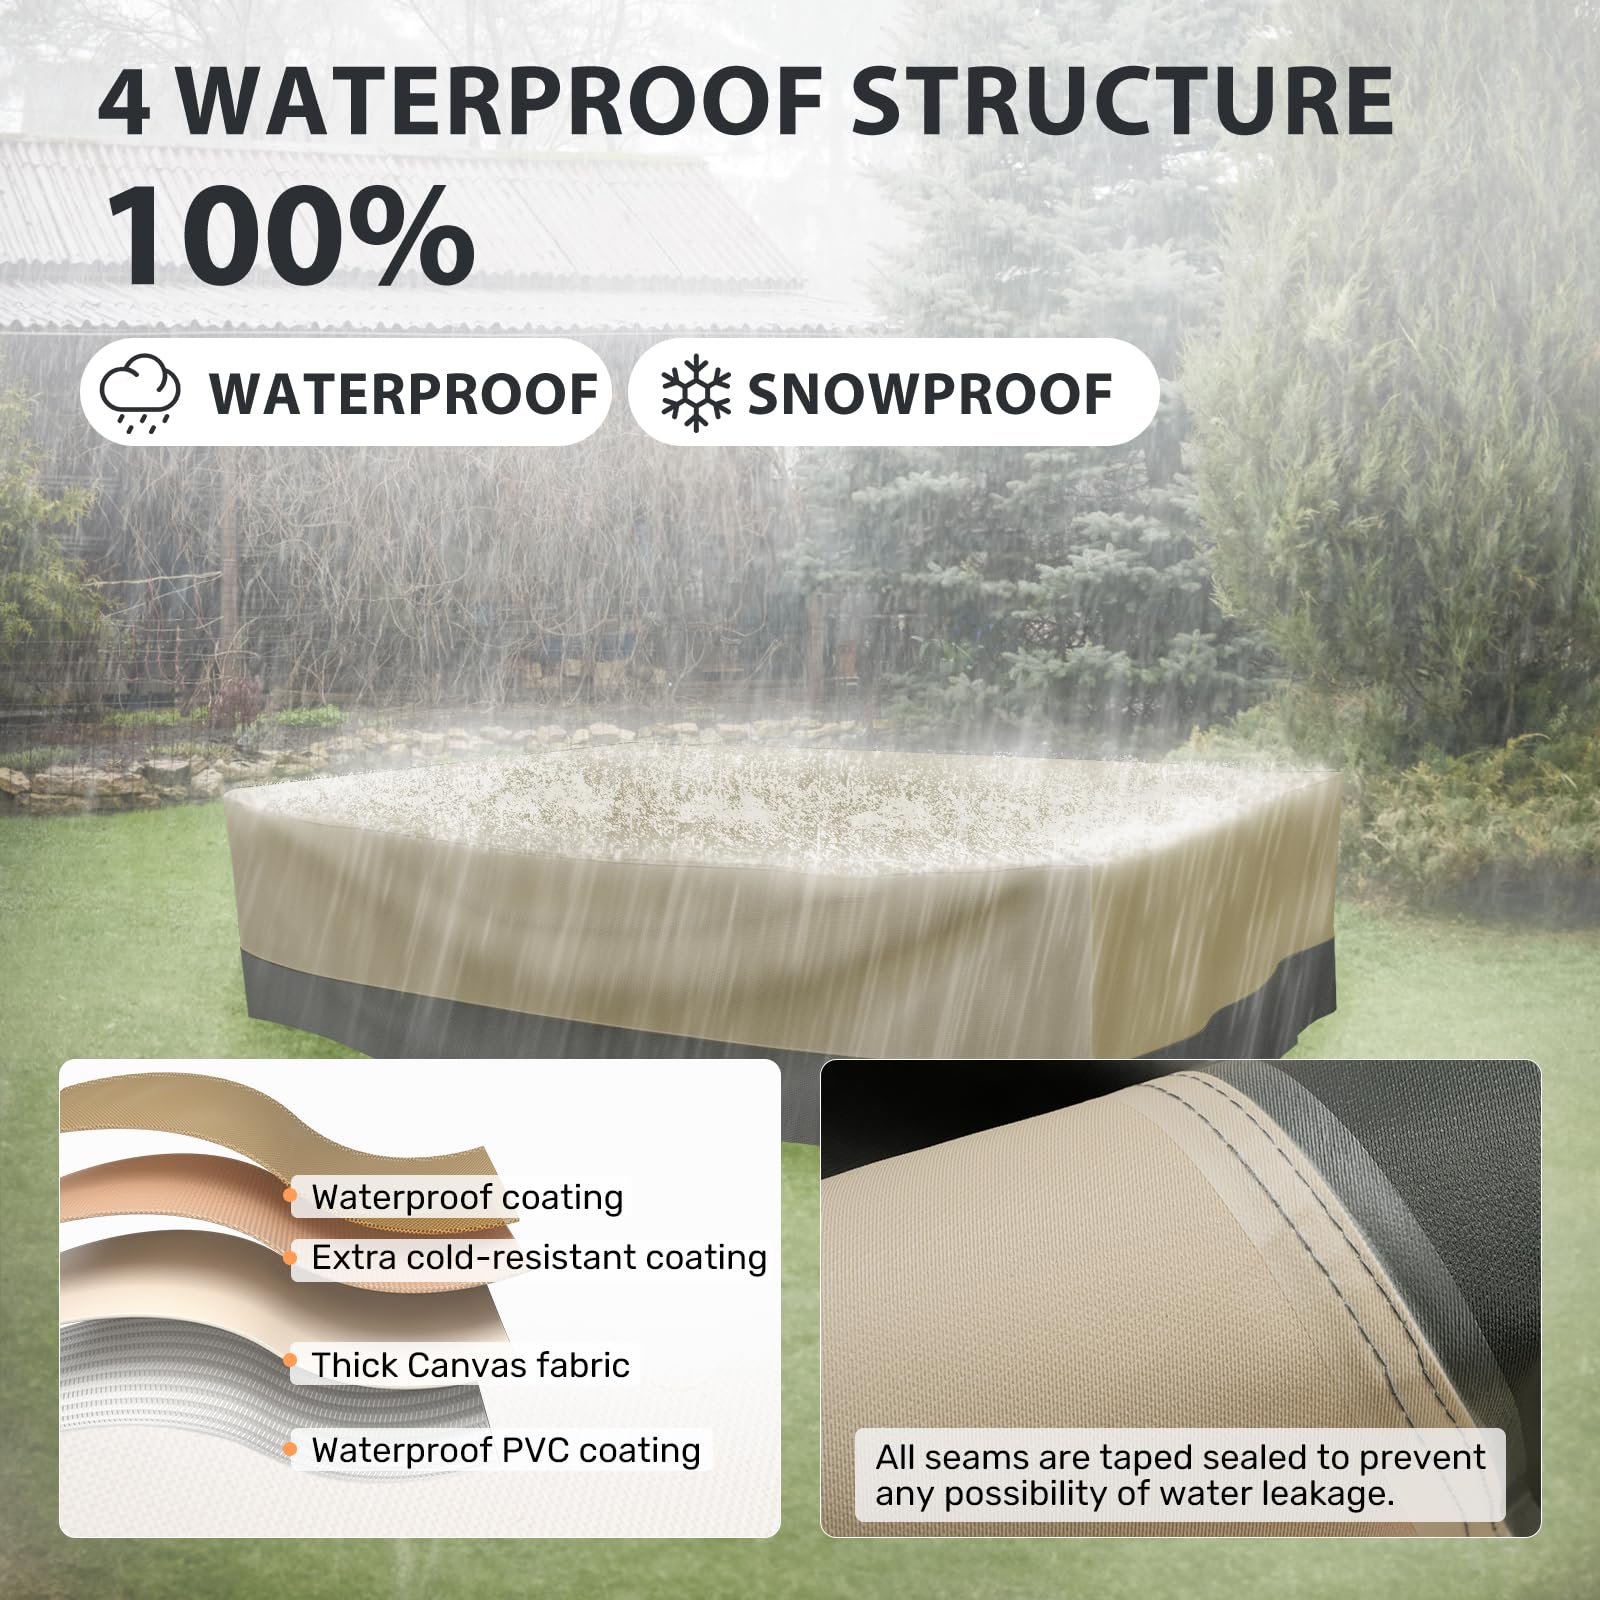 4 WATERPROOF STRUCTURE
100%
WATERPROOF
SNOWPROOF
Waterproof coating
Extra cold-resistant coating
Thick Canvas fabric
Waterproof PVC coating
All seams are taped sealed to prevent
any possibility of water leakage.